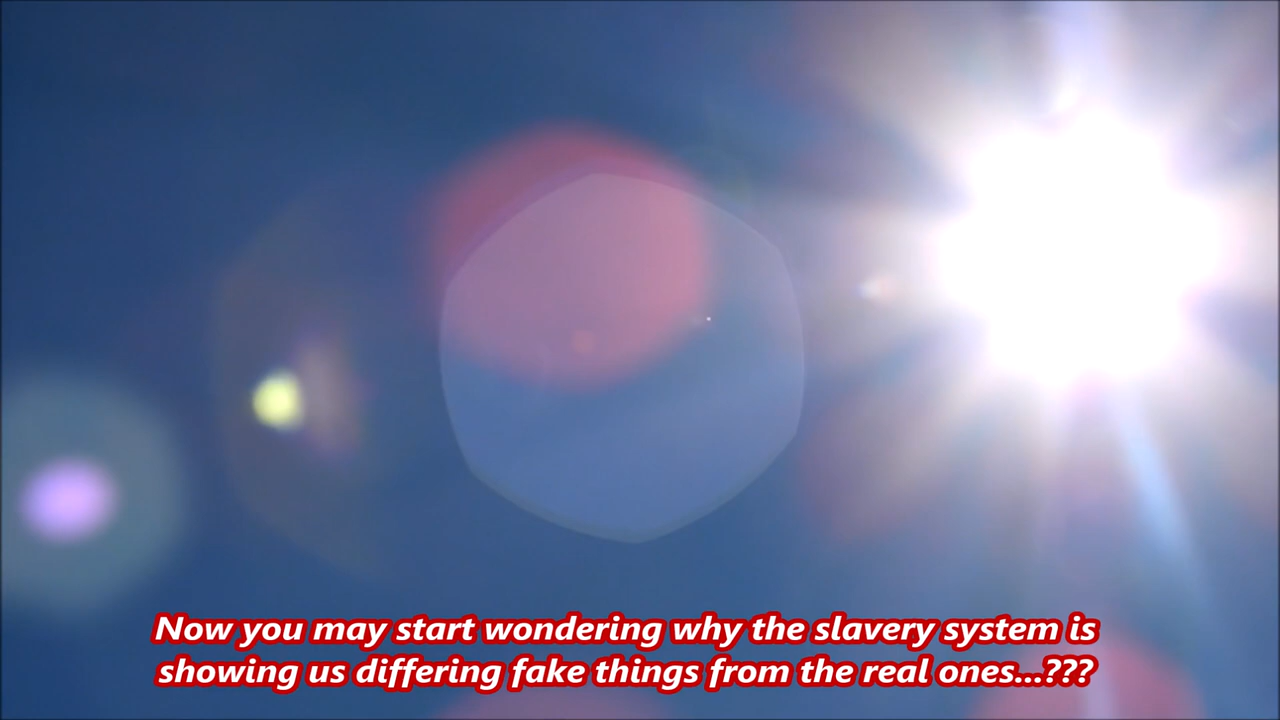 Now you may start wondering why the slavery system is
showing us differing fake things from the real ones...???